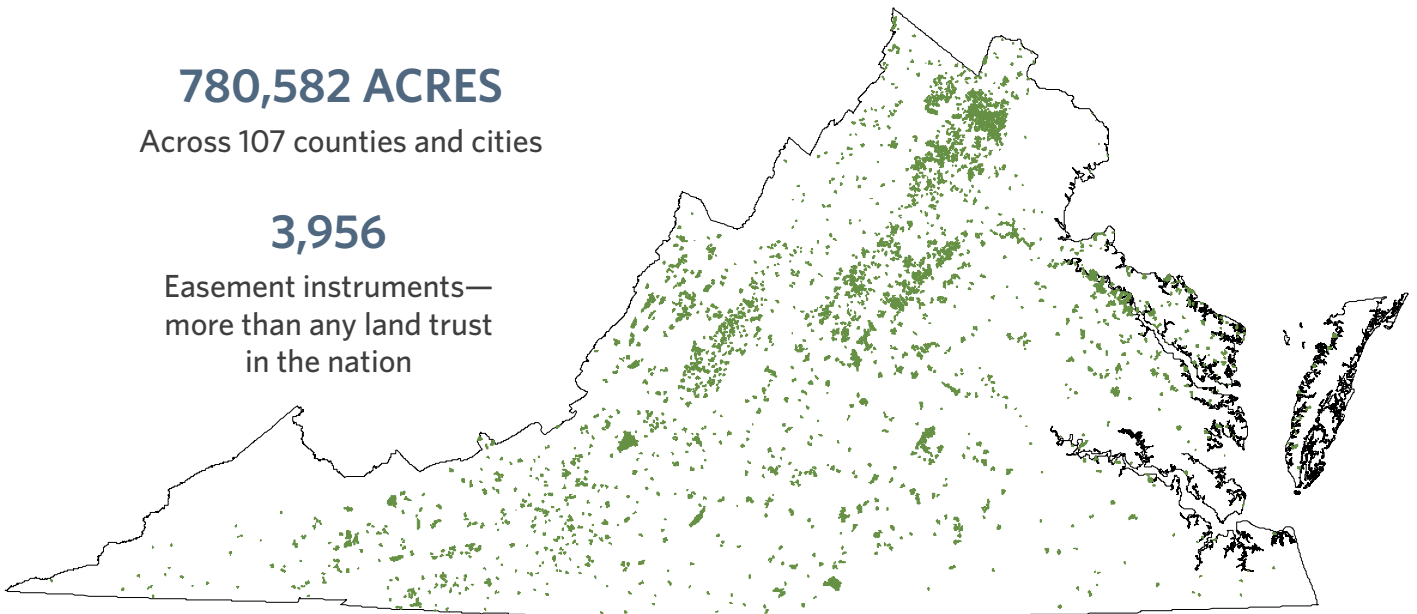 780,582 ACRES
Across 107 counties and cities
3,956
Easement instruments—
more than any land trust
in the nation